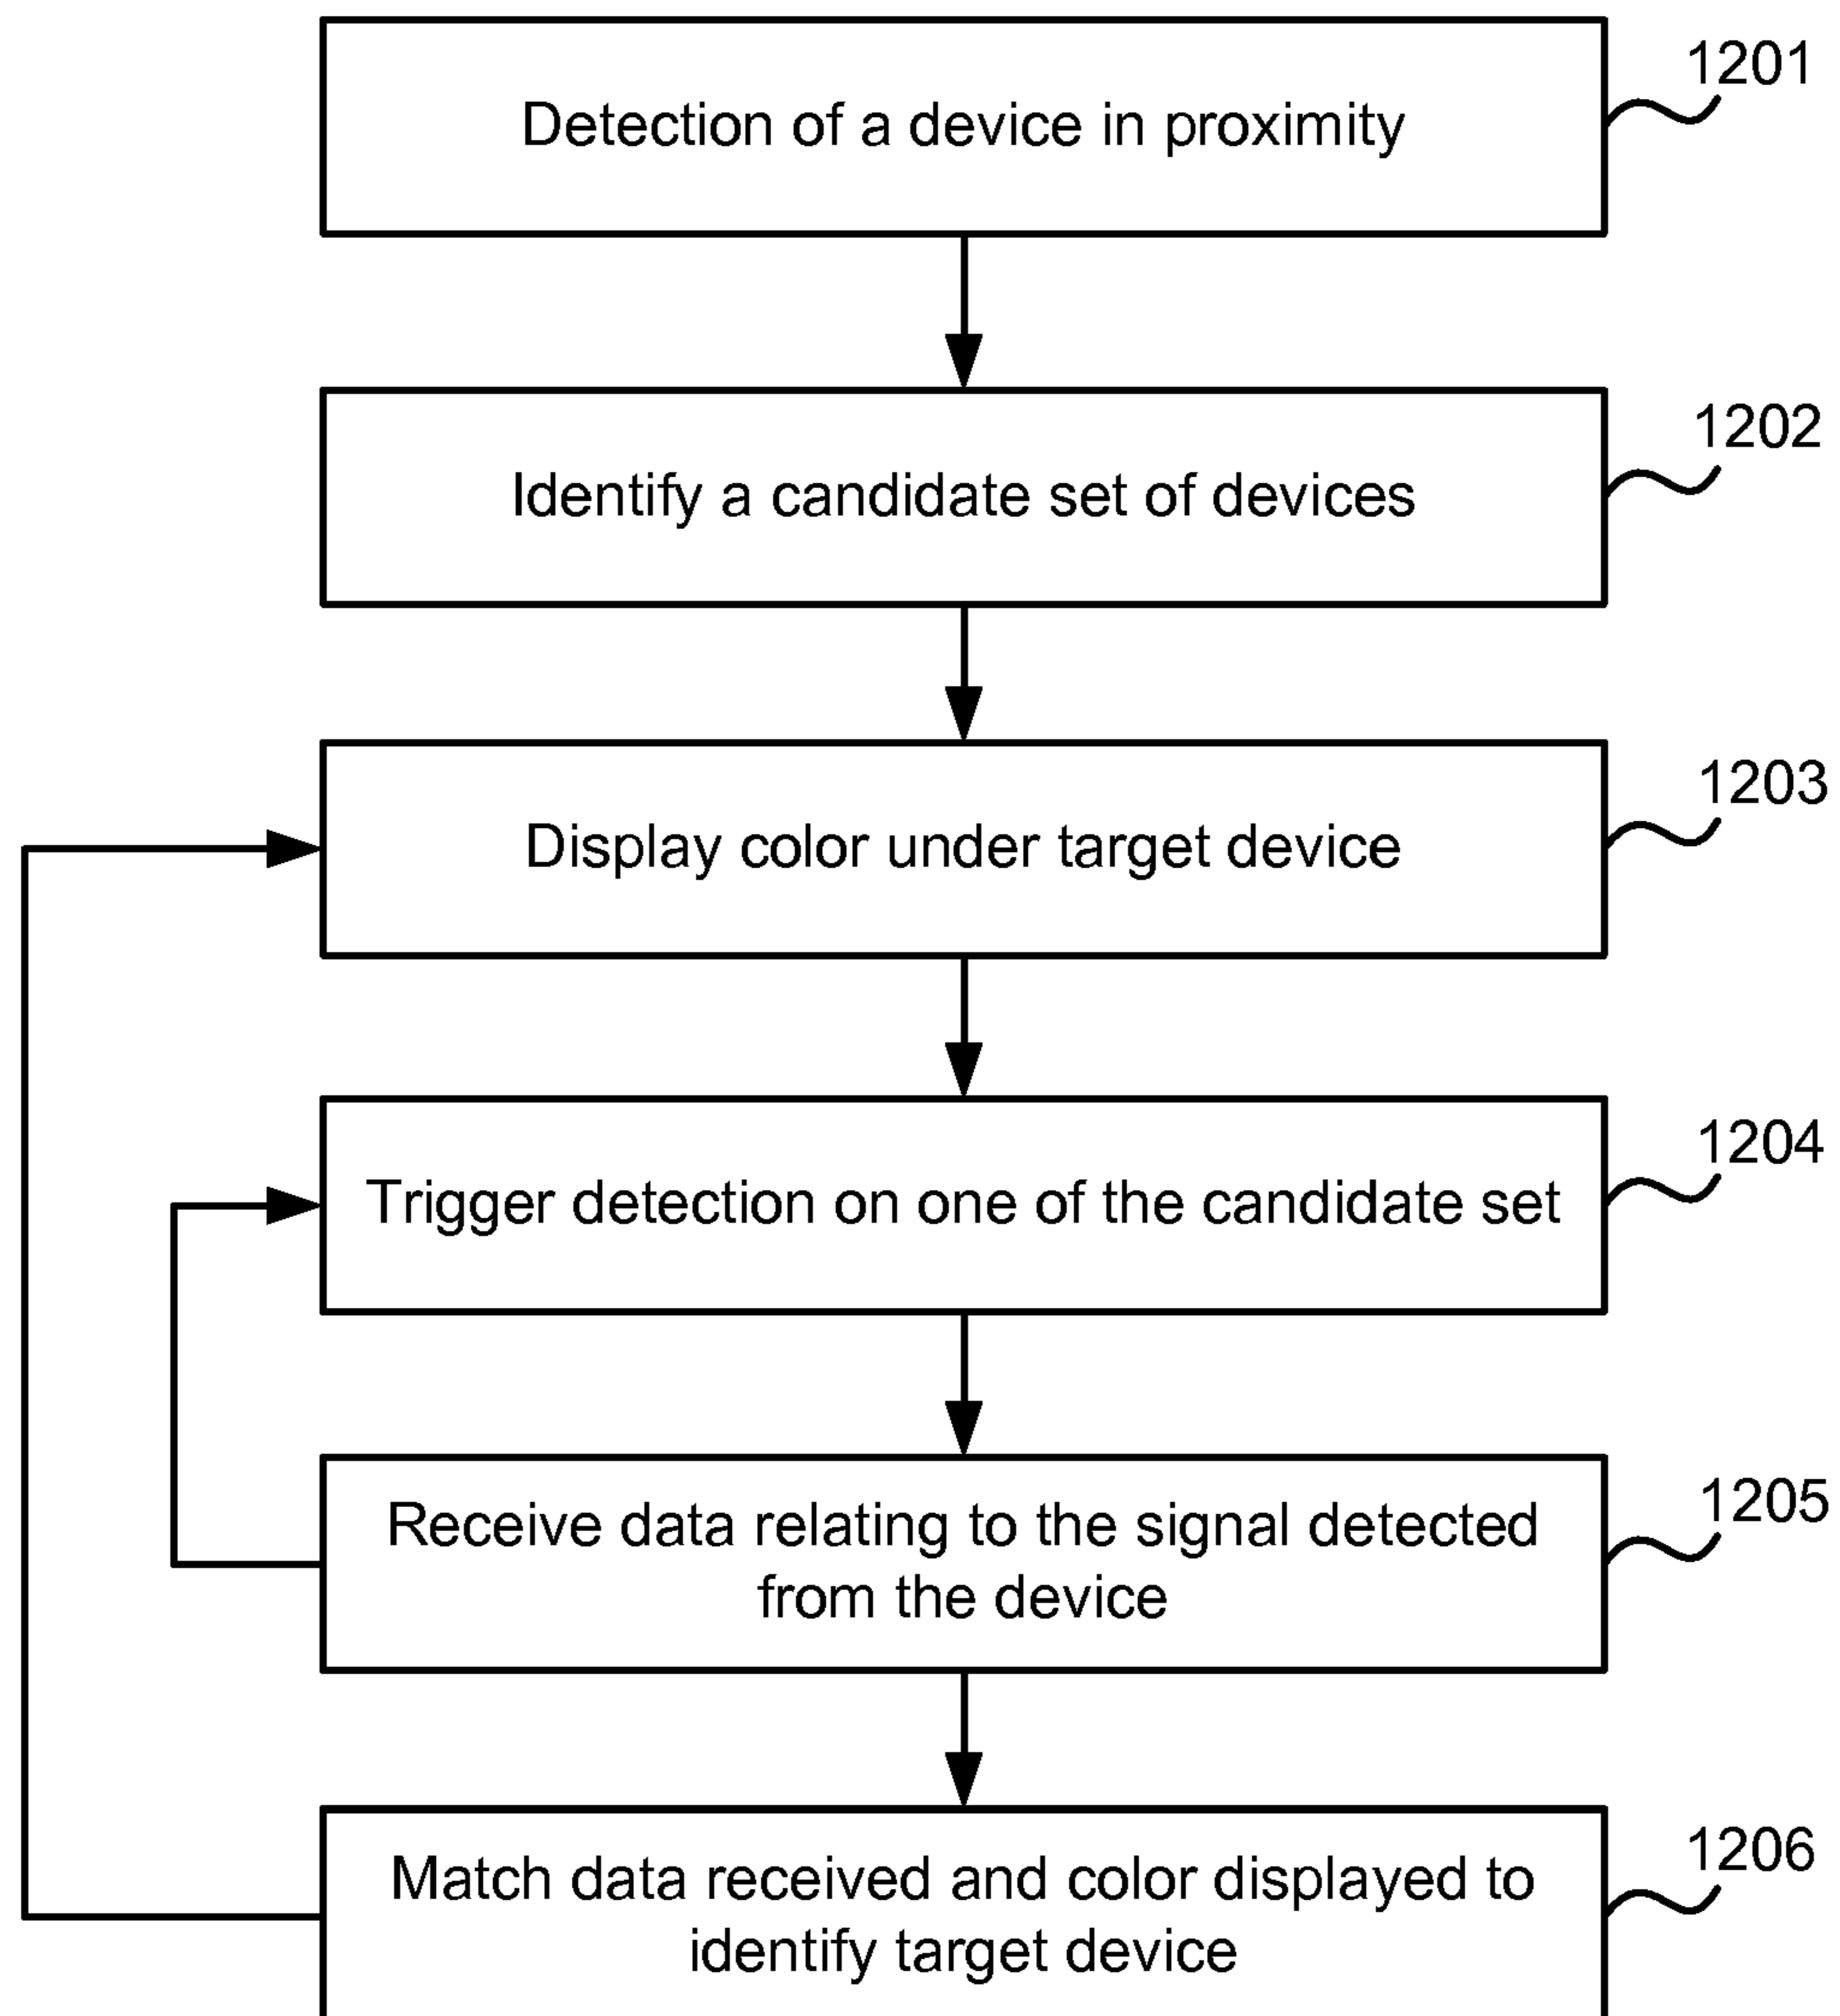 Detection of a device in proximity
1201
Identify a candidate set of devices
1202
Display color under target device
1203
Trigger detection on one of the candidate set
1204
Receive data relating to the signal detected
from the device
1205
Match data received and color displayed to
identify target device
1206